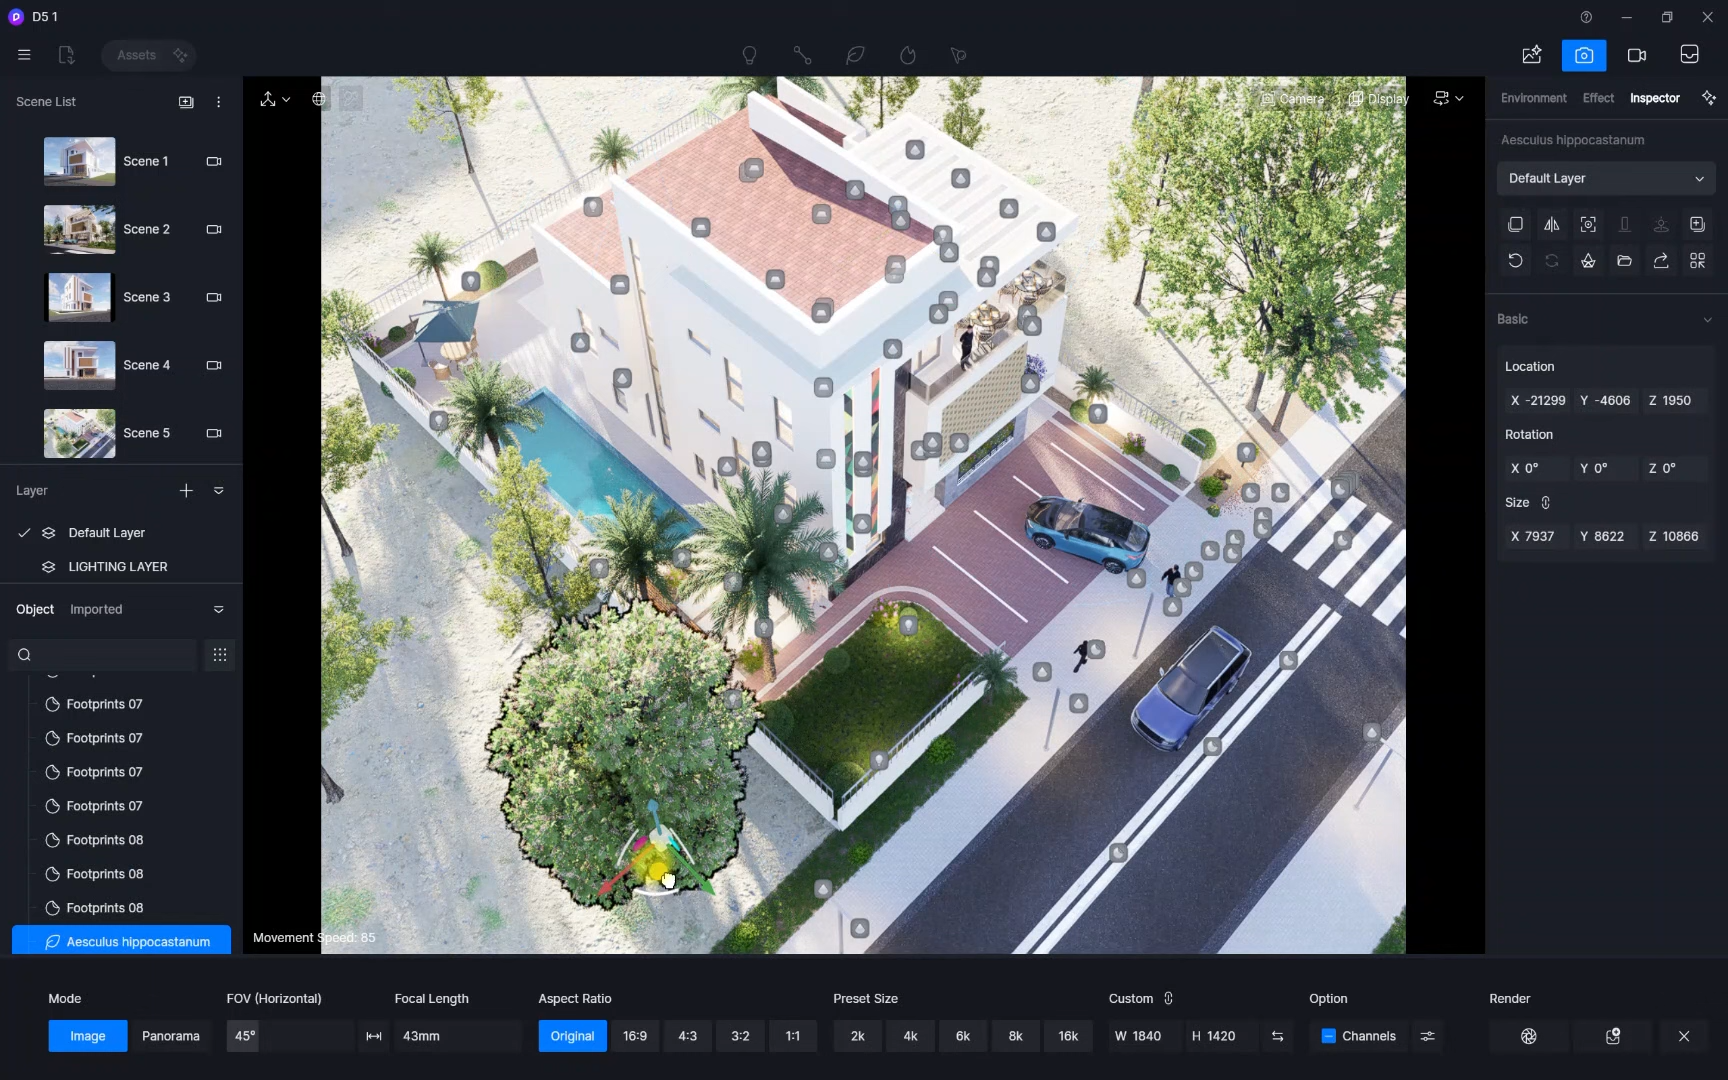 D5 1
Assets
Scene List
Camera
Display
Environment
Effect
Inspector
Scene 1
Scene 2
Scene 3
Scene 4
Scene 5
Aesculus hippocastanum
Default Layer
Basic
Location
X -21299
Y -4606
Z 1950
Rotation
X 0°
Y 0°
Z 0°
Size
X 7937
Y 8622
Z 10866
Layer
Default Layer
LIGHTING LAYER
Object
Imported
Footprints 07
Footprints 07
Footprints 07
Footprints 07
Footprints 08
Footprints 08
Footprints 08
Aesculus hippocastanum
Movement Speed: 85
Mode
FOV (Horizontal)
Focal Length
Aspect Ratio
Preset Size
Custom
Option
Render
Image
Panorama
45°
43mm
Original
16:9
4:3
3:2
1:1
2k
4k
6k
8k
16k
W 1840
H 1420
Channels